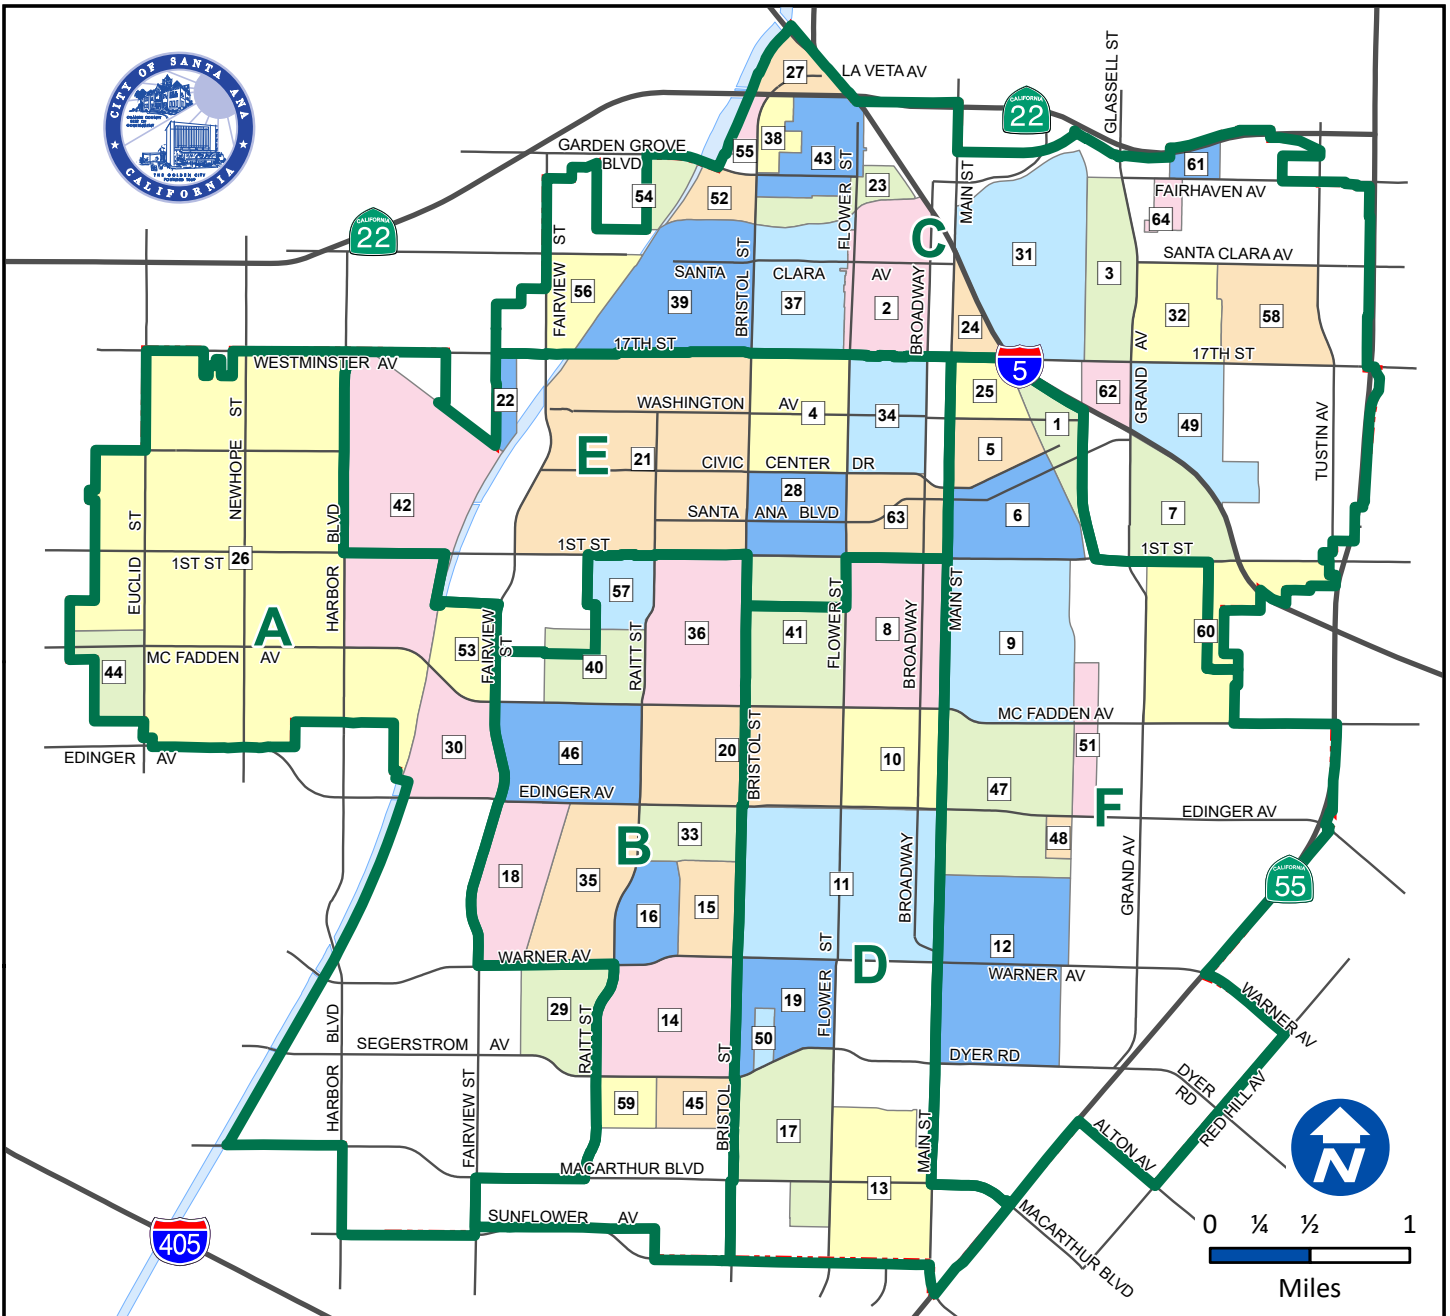 CITY OF SANTA ANA
CALIFORNIA
THE GOLDEN CITY
27
LA VETA AV
CALIFORNIA
22
GLASSELL ST
GARDEN GROVE
BLVD
55
38
43
FLOWER ST
MAIN ST
61
FAIRHAVEN AV
54
52
23
64
CALIFORNIA
22
FAIRVIEW ST
BRISTOL ST
C
31
SANTA CLARA AV
SANTA CLARA AV
3
56
39
37
2
BROADWAY
24
32
58
17TH ST
17TH ST
WESTMINSTER AV
5
GRAND AV
22
25
62
WASHINGTON AV
4
34
1
49
NEWHOPE ST
E
21
CIVIC CENTER DR
5
TUSTIN AV
42
28
SANTA ANA BLVD
63
6
7
EUCLID ST
HARBOR BLVD
1ST ST
26
1ST ST
1ST ST
57
FLOWER ST
MAIN ST
A
53
FAIRVIEW ST
RAITT ST
36
41
8
BROADWAY
9
60
MC FADDEN AV
44
40
MC FADDEN AV
30
46
20
BRISTOL ST
10
51
EDINGER AV
EDINGER AV
47
F
EDINGER AV
B
33
48
18
35
11
BROADWAY
GRAND AV
CALIFORNIA
55
16
15
12
WARNER AV
FLOWER ST
D
WARNER AV
WARNER AV
29
RAITT ST
14
19
50
HARBOR BLVD
SEGERSTROM AV
DYER RD
DYER RD
RED HILL AV
FAIRVIEW ST
59
45
BRISTOL ST
17
MAIN ST
ALTON AV
N
MACARTHUR BLVD
13
MACARTHUR BLVD
SUNFLOWER AV
405
0 ¼ ½ 1
Miles